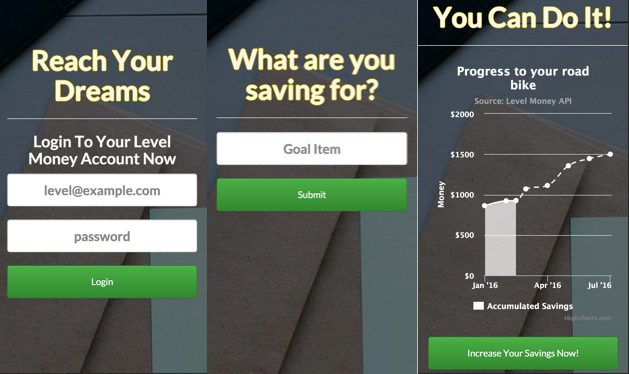 Reach Your
Dreams
Login To Your Level
Money Account Now
level@example.com
password
Login
What are you
saving for?
Goal Item
Submit
You Can Do It!
Progress to your road
bike
Source: Level Money API
$2000
$1500
$1000
$500
$0
Money
Jan '16
Apr '16
Jul '16
Accumulated Savings
Highcharts.com
Increase Your Savings Now!